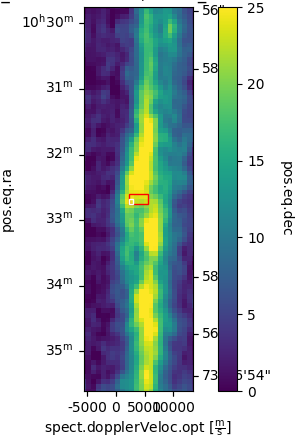 10h30m
31m
32m
33m
34m
35m
pos.eq.ra
-5000 0 5000 10000
spect.dopplerVeloc.opt [m/s]
56"
58
58
56
73 5'54"
25
20
15
10
5
0
pos.eq.dec